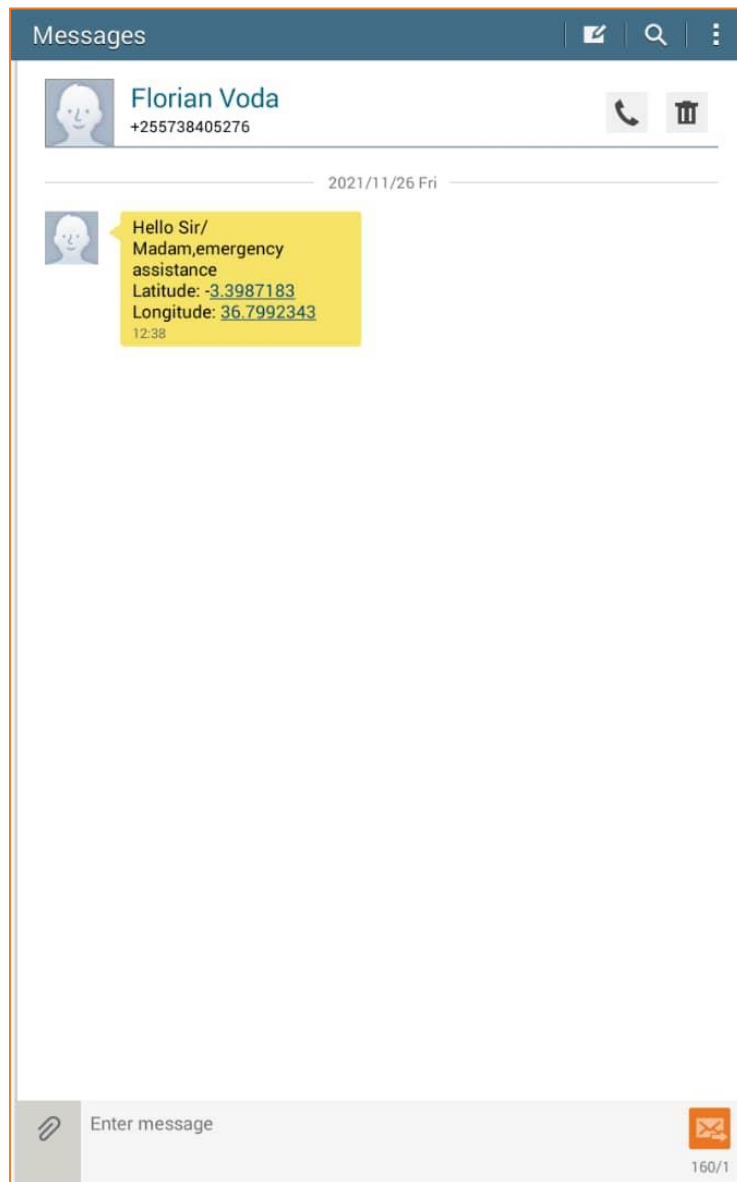 Messages
Florian Voda
+255738405276
2021/11/26 Fri
Hello Sir/
Madam,emergency
assistance
Latitude: -3.3987183
Longitude: 36.7992343
12:38
Enter message
160/1